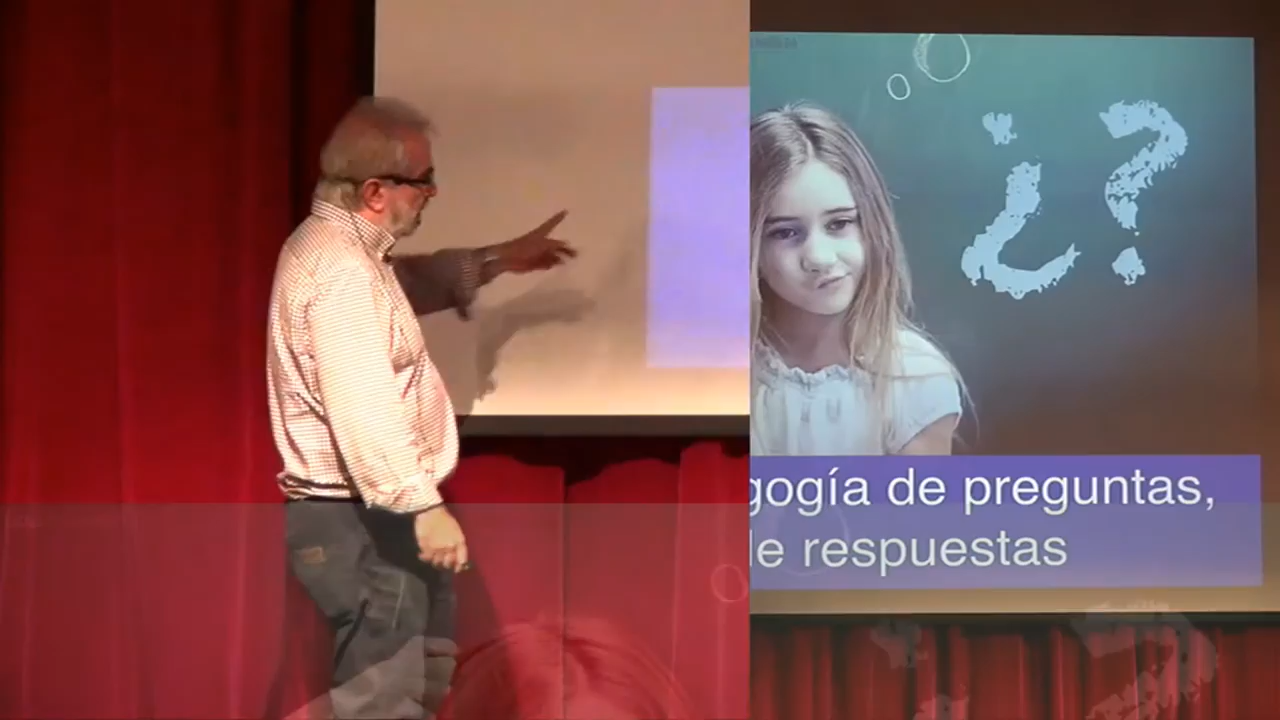 ¿?
gogía de preguntas,
le respuestas